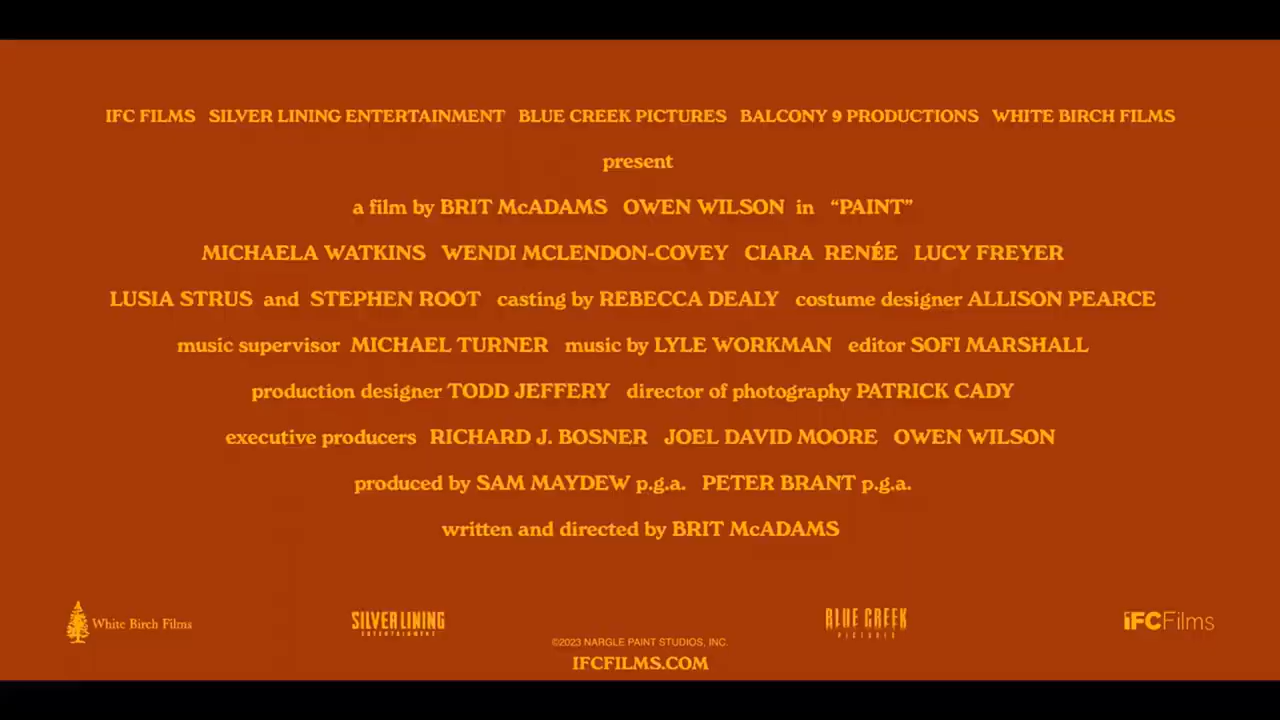 IFC FILMS SILVER LINING ENTERTAINMENT BLUE CREEK PICTURES BALCONY 9 PRODUCTIONS WHITE BIRCH FILMS
present
a film by BRIT McADAMS OWEN WILSON in “PAINT”
MICHAELA WATKINS WENDI MCLENDON-COVEY CIARA RENÉE LUCY FREYER
LUSIA STRUS and STEPHEN ROOT casting by REBECCA DEALY costume designer ALLISON PEARCE
music supervisor MICHAEL TURNER music by LYLE WORKMAN editor SOFI MARSHALL
production designer TODD JEFFERY director of photography PATRICK CADY
executive producers RICHARD J. BOSNER JOEL DAVID MOORE OWEN WILSON
produced by SAM MAYDEW p.g.a. PETER BRANT p.g.a.
written and directed by BRIT McADAMS
White Birch Films
SILVER LINING
ENTERTAINMENT
BLUE CREEK
PICTURES
iFC Films
©2023 NARGLE PAINT STUDIOS, INC.
IFCFILMS.COM